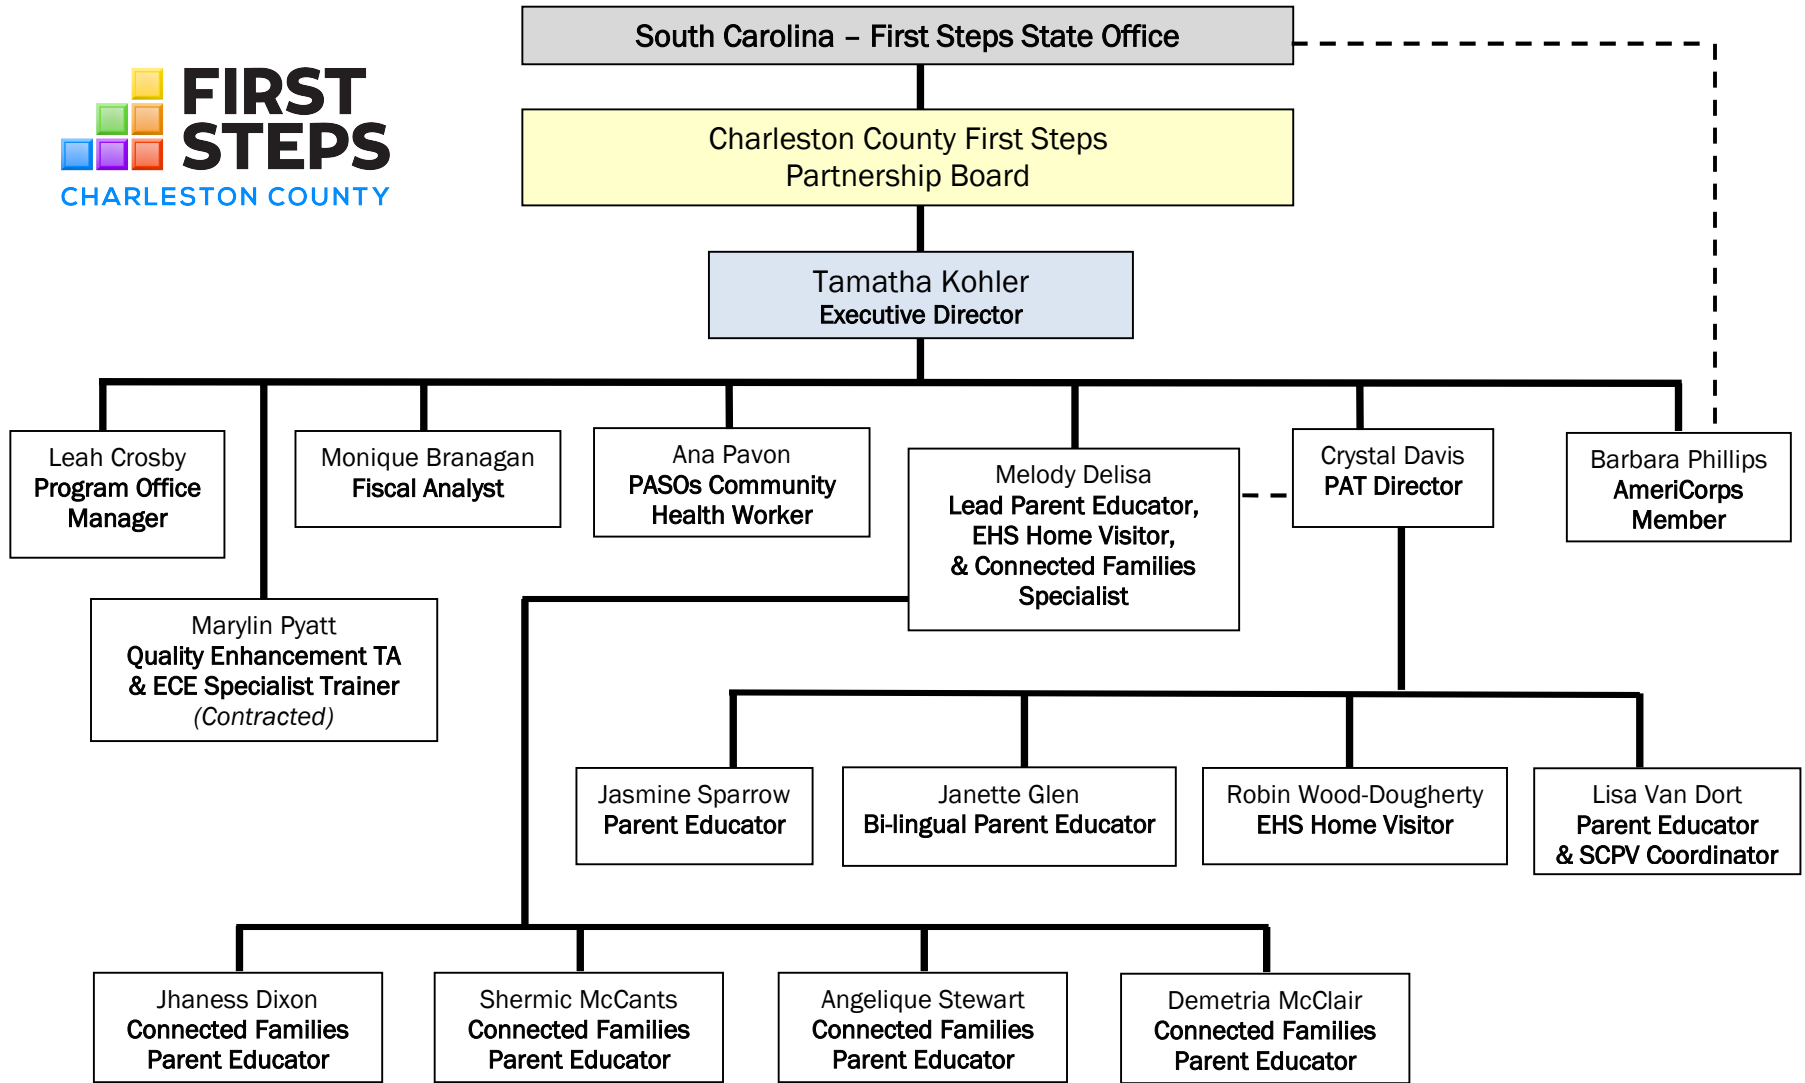 South Carolina – First Steps State Office
FIRST
STEPS
CHARLESTON COUNTY
Charleston County First Steps
Partnership Board
Tamatha Kohler
Executive Director
Leah Crosby
Program Office
Manager
Monique Branagan
Fiscal Analyst
Ana Pavon
PASOs Community
Health Worker
Melody Delisa
Lead Parent Educator,
EHS Home Visitor,
& Connected Families
Specialist
Crystal Davis
PAT Director
Barbara Phillips
AmeriCorps
Member
Marylin Pyatt
Quality Enhancement TA
& ECE Specialist Trainer
(Contracted)
Jasmine Sparrow
Parent Educator
Janette Glen
Bi-lingual Parent Educator
Robin Wood-Dougherty
EHS Home Visitor
Lisa Van Dort
Parent Educator
& SCPV Coordinator
Jhaness Dixon
Connected Families
Parent Educator
Shermic McCants
Connected Families
Parent Educator
Angelique Stewart
Connected Families
Parent Educator
Demetria McClair
Connected Families
Parent Educator